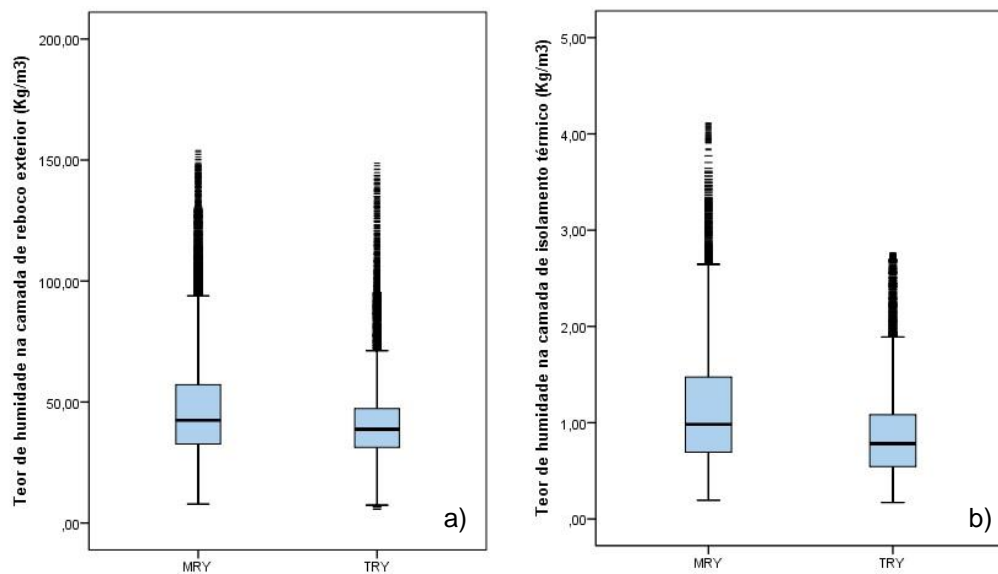 Teor de humidade na camada de reboco exterior (Kg/m3)
200,00
150,00
100,00
50,00
,00
MRY
TRY
a)
Teor de humidade na camada de isolamento térmico (Kg/m3)
5,00
4,00
3,00
2,00
1,00
,00
MRY
TRY
b)